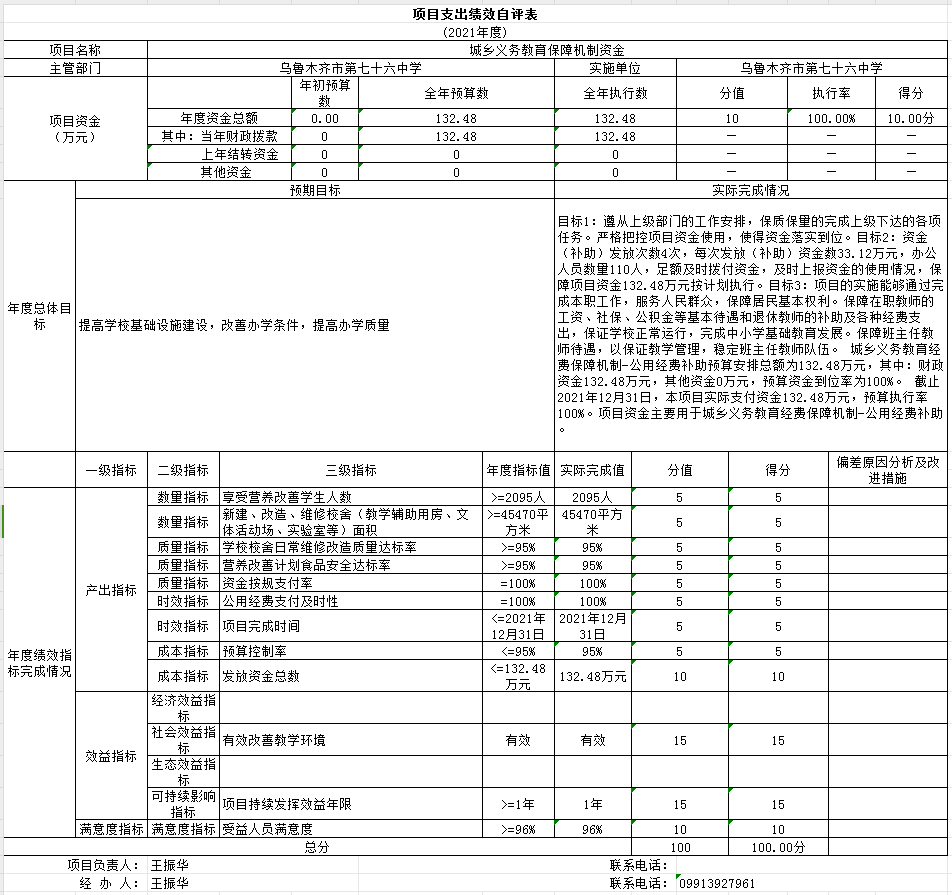 项目支出绩效自评表
(2021年度)
项目名称 城乡义务教育保障机制资金
主管部门 乌鲁木齐市第七十六中学 实施单位 乌鲁木齐市第七十六中学
项目资金
（万元）
年初预算
数 全年预算数 全年执行数 分值 执行率 得分
年度资金总额 0.00 132.48 132.48 10 100.00% 10.00分
其中：当年财政拨款 0 132.48 132.48 — — —
上年结转资金 0 0 0 — — —
其他资金 0 0 0 — — —
年度总体目
标
预期目标 实际完成情况
提高学校基础设施建设，改善办学条件，提高办学质量
目标1：遵从上级部门的工作安排，保质保量的完成上级下达的各项
任务。严格把控项目资金使用，使得资金落实到位。目标2：资金
（补助）发放次数4次，每次发放（补助）资金数33.12万元，办公
人员数量110人，足额及时拨付资金，及时上报资金的使用情况，保
障项目资金132.48万元按计划执行。目标3：项目的实施能够通过完
成本职工作，服务人民群众，保障居民基本权利。保障在职教师的
工资、社保、公积金等基本待遇和退休教师的补助及各种经费支
出，保证学校正常运行，完成中小学基础教育发展。保障班主任教
师待遇，以保证教学管理，稳定班主任教师队伍。 城乡义务教育经
费保障机制-公用经费补助预算安排总额为132.48万元，其中：财政
资金132.48万元，其他资金0万元，预算资金到位率为100%。 截止
2021年12月31日，本项目实际支付资金132.48万元，预算执行率
100%。项目资金主要用于城乡义务教育经费保障机制-公用经费补助
。
年度绩效指
标完成情况
一级指标 二级指标 三级指标 年度指标值 实际完成值 分值 得分 偏差原因分析及改
进措施
产出指标
数量指标 享受营养改善学生人数 >=2095人 2095人 5 5
数量指标 新建、改造、维修校舍（教学辅助用房、文
体活动场、实验室等）面积 >=45470平
方米 45470平方
米 5 5
质量指标 学校校舍日常维修改造质量达标率 >=95% 95% 5 5
质量指标 营养改善计划食品安全达标率 >=95% 95% 5 5
质量指标 资金按规支付率 =100% 100% 5 5
时效指标 公用经费支付及时性 =100% 100% 5 5
时效指标 项目完成时间 <=2021年
12月31日 2021年12月
31日 5 5
成本指标 预算控制率 <=95% 95% 5 5
成本指标 发放资金总数 <=132.48
万元 132.48万元 10 10
效益指标
经济效益指
标
社会效益指
标 有效改善教学环境 有效 有效 15 15
生态效益指
标
可持续影响
指标 项目持续发挥效益年限 >=1年 1年 15 15
满意度指标 满意度指标 受益人员满意度 >=96% 96% 10 10
总分 100 100.00分
项目负责人： 王振华 联系电话：
经 办 人： 王振华 联系电话： 09913927961